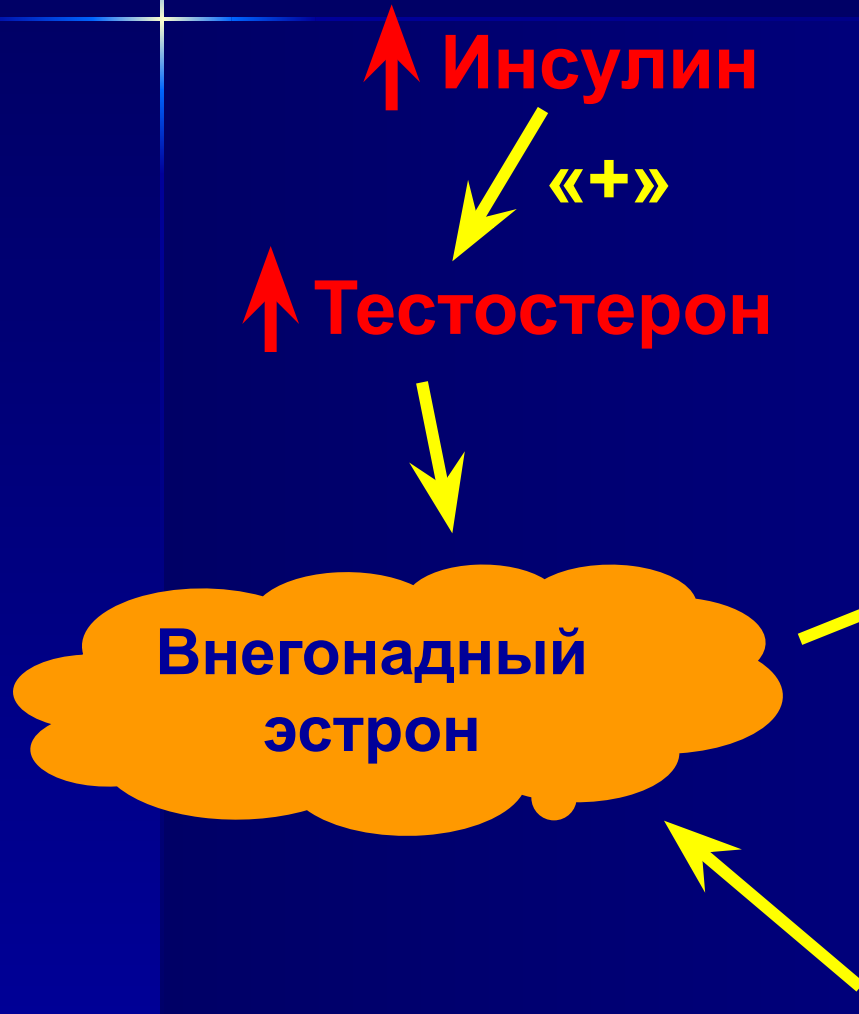 Инсулин
«+»
Тестостерон
Внегонадный
эстрон